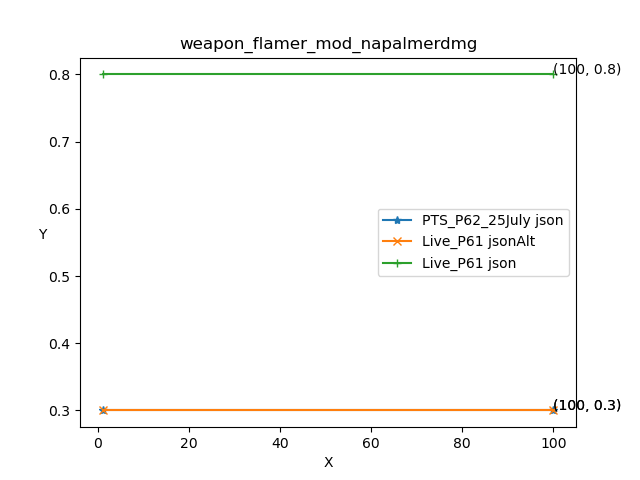 weapon_flamer_mod_napalmerdmg
0.8
(100, 0.8)
0.7
0.6
PTS_P62_25July json
Y
Live_P61 jsonAlt
Live_P61 json
0.5
0.4
0.3
(100, 0.3)
0
20
40
60
80
100
X